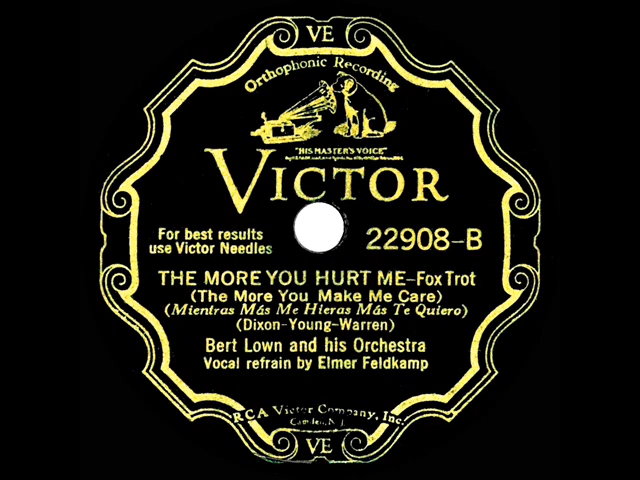 VE
Orthophonic Recording
"HIS MASTER'S VOICE"
VICTOR
For best results
use Victor Needles
22908-B
THE MORE YOU HURT ME-Fox Trot
(The More You Make Me Care)
(Mientras Más Me Hieras Más Te Quiero)
(Dixon-Young-Warren)
Bert Lown and his Orchestra
Vocal refrain by Elmer Feldkamp
RCA Victor Company, Inc.
Camden, N.J.
VE